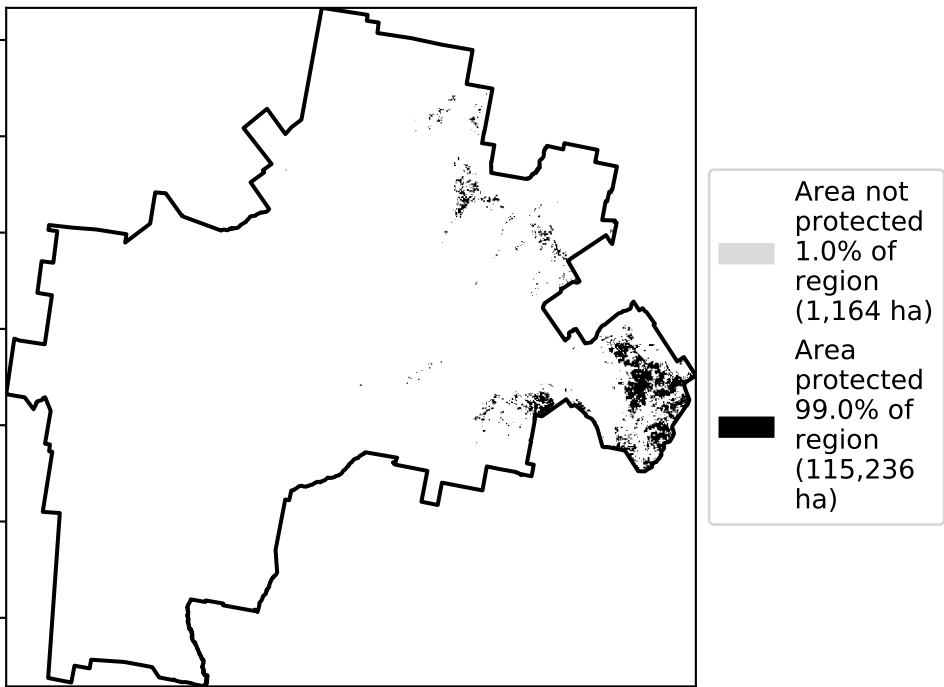 Area not
protected
1.0% of
region
(1,164 ha)
Area
protected
99.0% of
region
(115,236
ha)